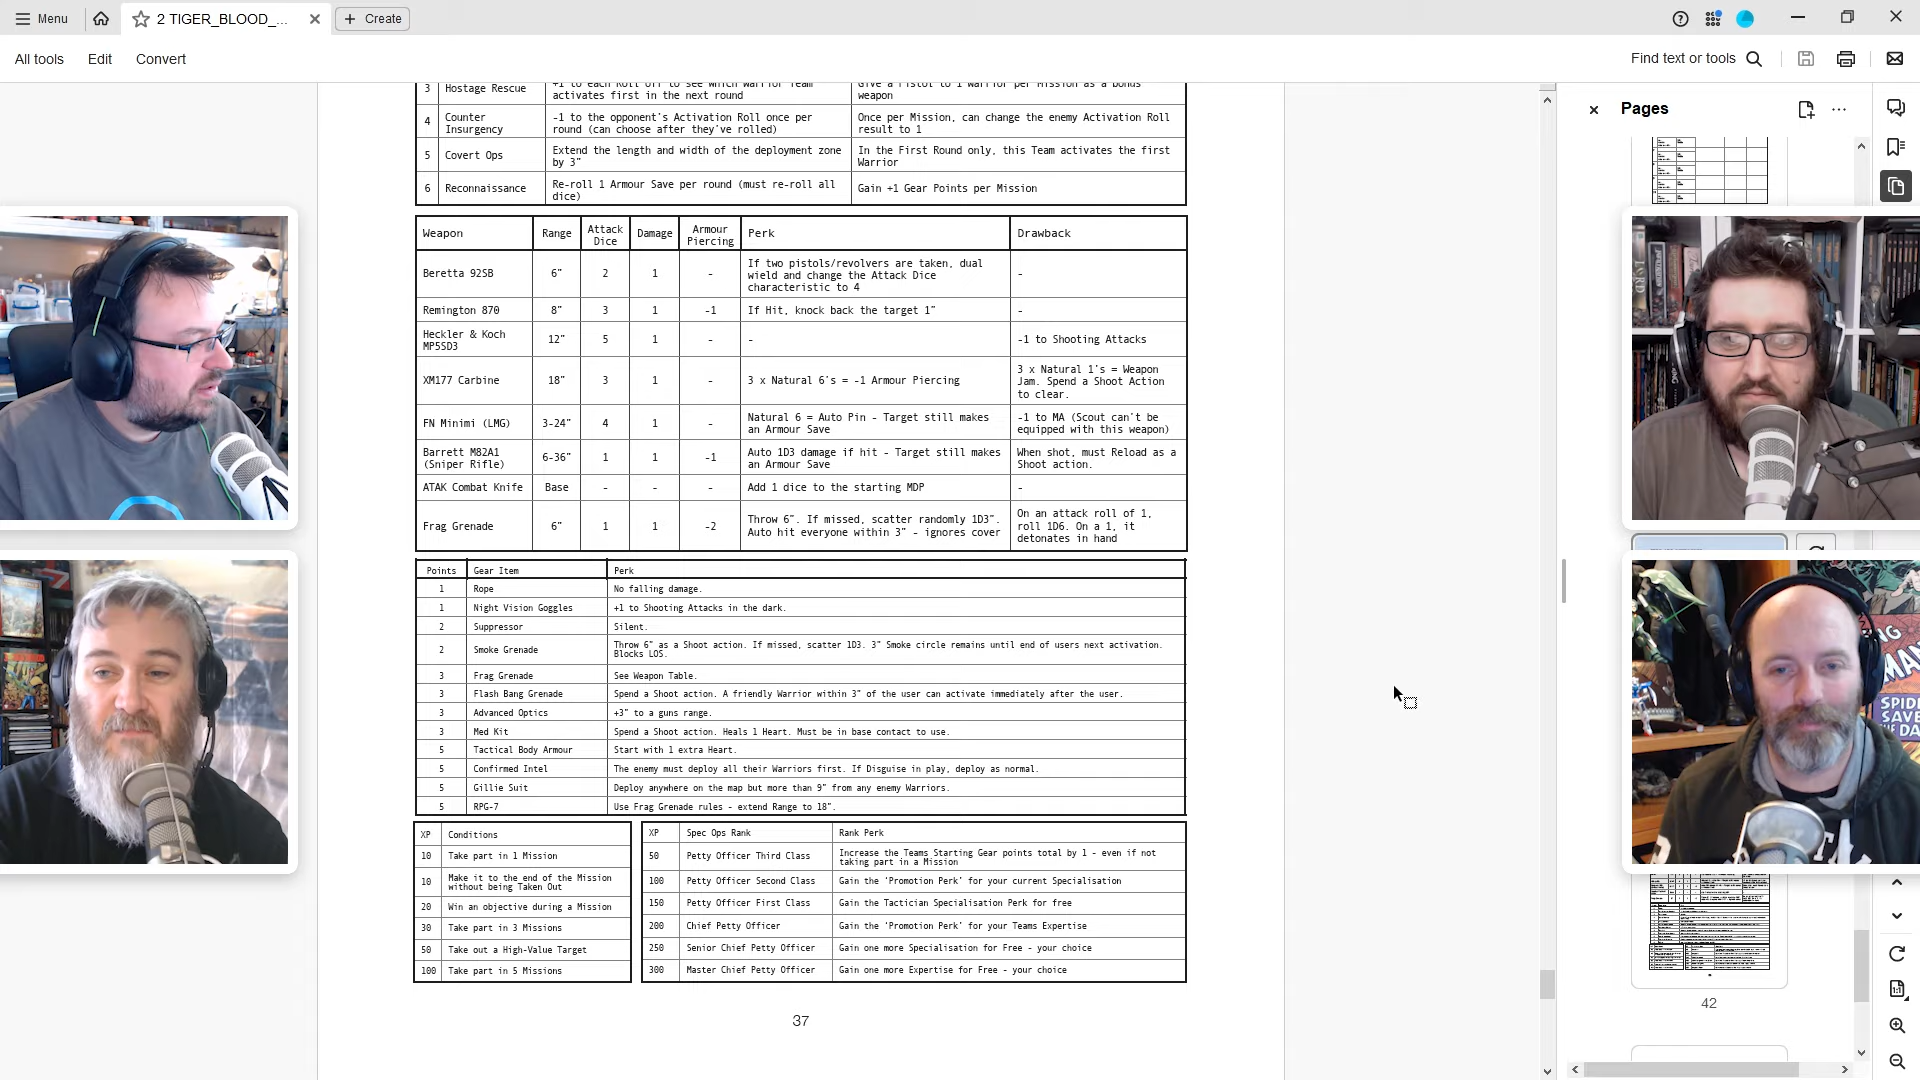 Menu
2 TIGER_BLOOD_...
Create
All tools Edit Convert
Find text or tools
3 Hostage Rescue +1 to each Roll off to see which Warrior Team activates first in the next round Give a Pistol to 1 Warrior per Mission as a bonus weapon
4 Counter Insurgency -1 to the opponent's Activation Roll once per round (can choose after they've rolled) Once per Mission, can change the enemy Activation Roll result to 1
5 Covert Ops Extend the length and width of the deployment zone by 3" In the First Round only, this Team activates the first Warrior
6 Reconnaissance Re-roll 1 Armour Save per round (must re-roll all dice) Gain +1 Gear Points per Mission
Weapon Range Attack Dice Damage Armour Piercing Perk Drawback
Beretta 92SB 6" 2 1 - If two pistols/revolvers are taken, dual wield and change the Attack Dice characteristic to 4 -
Remington 870 8" 3 1 -1 If Hit, knock back the target 1" -
Heckler & Koch MP5SD3 12" 5 1 - - -1 to Shooting Attacks
XM177 Carbine 18" 3 1 - 3 x Natural 6's = -1 Armour Piercing 3 x Natural 1's = Weapon Jam. Spend a Shoot Action to clear.
FN Minimi (LMG) 3-24" 4 1 - Natural 6 = Auto Pin - Target still makes an Armour Save -1 to MA (Scout can't be equipped with this weapon)
Barrett M82A1 (Sniper Rifle) 6-36" 1 1 -1 Auto 1D3 damage if hit - Target still makes an Armour Save When shot, must Reload as a Shoot action.
ATAK Combat Knife Base - - - Add 1 dice to the starting MDP -
Frag Grenade 6" 1 1 -2 Throw 6". If missed, scatter randomly 1D3". Auto hit everyone within 3" - ignores cover On an attack roll of 1, roll 1D6. On a 1, it detonates in hand
Points Gear Item Perk
1 Rope No falling damage.
1 Night Vision Goggles +1 to Shooting Attacks in the dark.
2 Suppressor Silent.
2 Smoke Grenade Throw 6" as a Shoot action. If missed, scatter 1D3. 3" Smoke circle remains until end of users next activation. Blocks LOS.
3 Frag Grenade See Weapon Table.
3 Flash Bang Grenade Spend a Shoot action. A friendly Warrior within 3" of the user can activate immediately after the user.
3 Advanced Optics +3" to a guns range.
3 Med Kit Spend a Shoot action. Heals 1 Heart. Must be in base contact to use.
5 Tactical Body Armour Start with 1 extra Heart.
5 Confirmed Intel The enemy must deploy all their Warriors first. If Disguise in play, deploy as normal.
5 Gillie Suit Deploy anywhere on the map but more than 9" from any enemy Warriors.
5 RPG-7 Use Frag Grenade rules - extend Range to 18".
XP Conditions
10 Take part in 1 Mission
10 Make it to the end of the Mission without being Taken Out
20 Win an objective during a Mission
30 Take part in 3 Missions
50 Take out a High-Value Target
100 Take part in 5 Missions
XP Spec Ops Rank Rank Perk
50 Petty Officer Third Class Increase the Teams Starting Gear points total by 1 - even if not taking part in a Mission
100 Petty Officer Second Class Gain the 'Promotion Perk' for your current Specialisation
150 Petty Officer First Class Gain the Tactician Specialisation Perk for free
200 Chief Petty Officer Gain the 'Promotion Perk' for your Teams Expertise
250 Senior Chief Petty Officer Gain one more Specialisation for Free - your choice
300 Master Chief Petty Officer Gain one more Expertise for Free - your choice
37
Pages
42
SPID
SAVE
DA